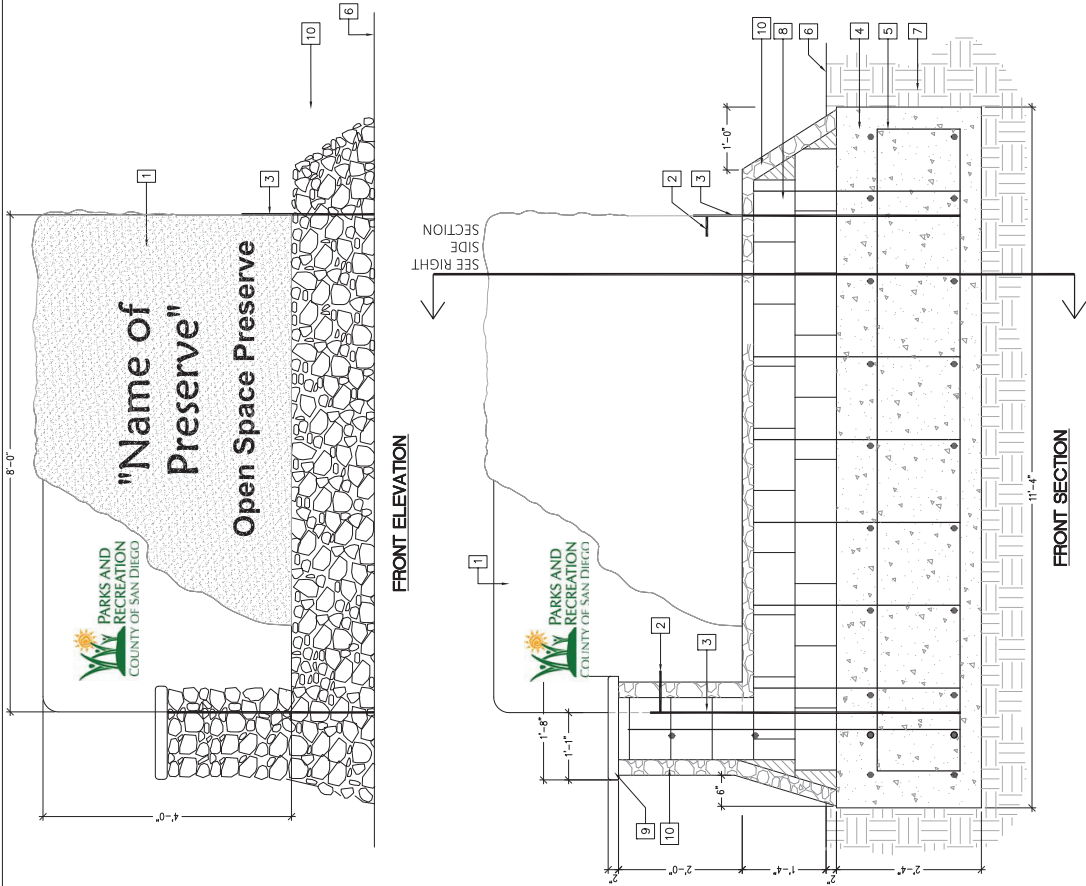 8'-0"
4'-0"
1
3
10
6
PARKS AND
RECREATION
COUNTY OF SAN DIEGO
"Name of
Preserve"
Open Space Preserve
FRONT ELEVATION
SEE RIGHT
SIDE
SECTION
1
2
3
2
3
10
8
6
4
5
7
9
10
PARKS AND
RECREATION
COUNTY OF SAN DIEGO
1'-8"
1'-1"
6"
1'-0"
2"
2'-0"
1'-4"
2"
2'-4"
11'-4"
FRONT SECTION